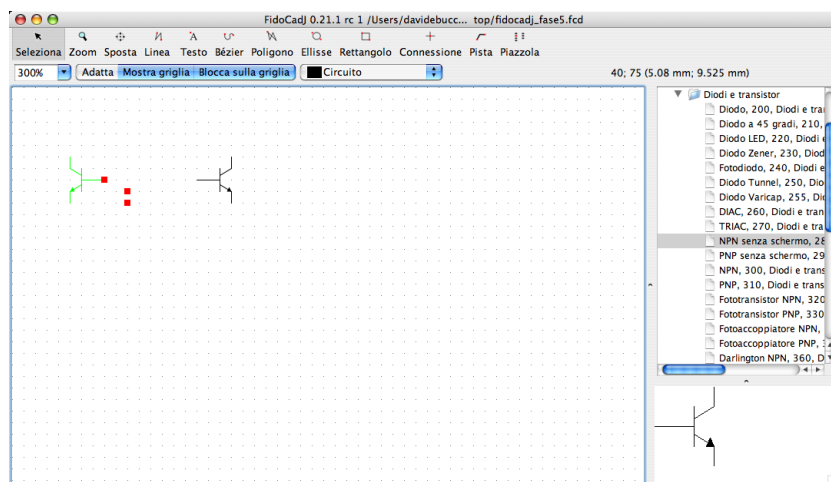 FidoCadJ 0.21.1 rc 1 /Users/davidebucc... top/fidocadj_fase5.fcd
Seleziona Zoom Sposta Linea Testo Bézier Poligono Ellisse Rettangolo Connessione Pista Piazzola
300% Adatta Mostra griglia Blocca sulla griglia Circuito 40; 75 (5.08 mm; 9.525 mm)
Diodi e transistor
Diodo, 200, Diodi e tra
Diodo a 45 gradi, 210,
Diodo LED, 220, Diodi
Diodo Zener, 230, Diod
Fotodiodo, 240, Diodi e
Diodo Tunnel, 250, Dio
Diodo Varicap, 255, Di
DIAC, 260, Diodi e tran
TRIAC, 270, Diodi e tra
NPN senza schermo, 28
PNP senza schermo, 29
NPN, 300, Diodi e trans
PNP, 310, Diodi e trans
Fototransistor NPN, 320
Fototransistor PNP, 330
Fotoaccoppiatore NPN,
Fotoaccoppiatore PNP,
Darlington NPN, 360, D